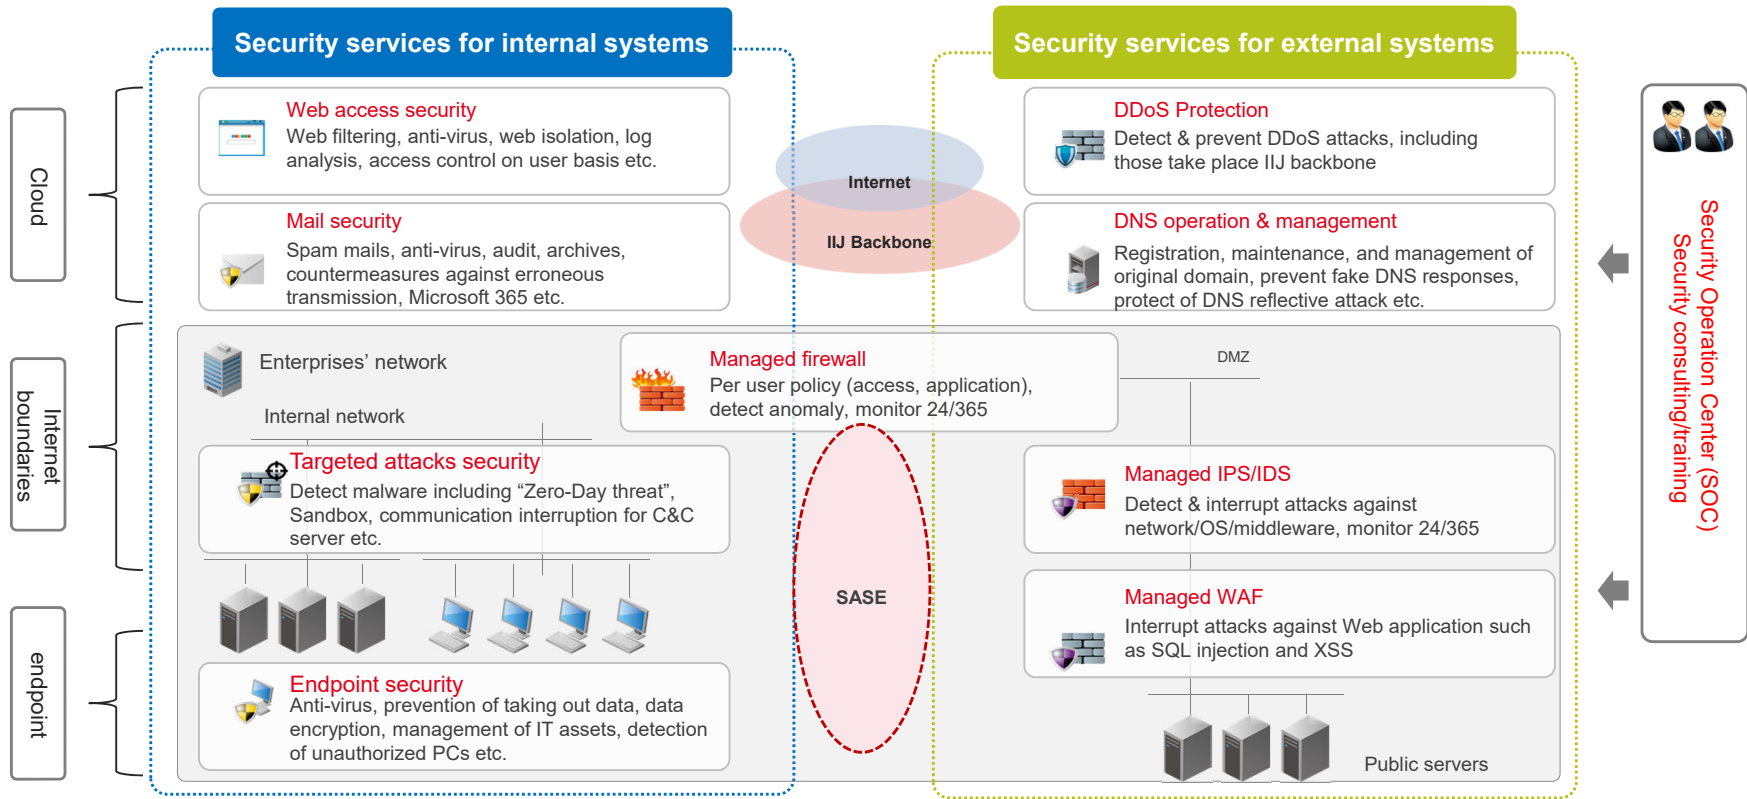 Security services for internal systems
Security services for external systems
Cloud
Web access security
Web filtering, anti-virus, web isolation, log
analysis, access control on user basis etc.
Mail security
Spam mails, anti-virus, audit, archives,
countermeasures against erroneous
transmission, Microsoft 365 etc.
Internet
IIJ Backbone
DDoS Protection
Detect & prevent DDoS attacks, including
those take place IIJ backbone
DNS operation & management
Registration, maintenance, and management of
original domain, prevent fake DNS responses,
protect of DNS reflective attack etc.
Security Operation Center (SOC)
Security consulting/training
Internet
boundaries
Enterprises’ network
Internal network
Managed firewall
Per user policy (access, application),
detect anomaly, monitor 24/365
DMZ
Targeted attacks security
Detect malware including “Zero-Day threat”,
Sandbox, communication interruption for C&C
server etc.
Managed IPS/IDS
Detect & interrupt attacks against
network/OS/middleware, monitor 24/365
SASE
Managed WAF
Interrupt attacks against Web application such
as SQL injection and XSS
endpoint
Endpoint security
Anti-virus, prevention of taking out data, data
encryption, management of IT assets, detection
of unauthorized PCs etc.
Public servers